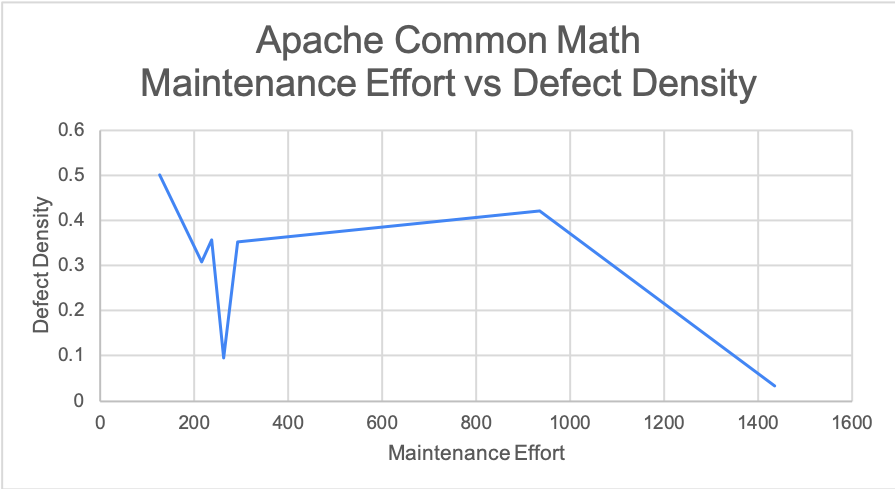 Apache Common Math
Maintenance Effort vs Defect Density
0.6
0.5
0.4
0.3
0.2
0.1
0
Defect Density
0 200 400 600 800 1000 1200 1400 1600
Maintenance Effort